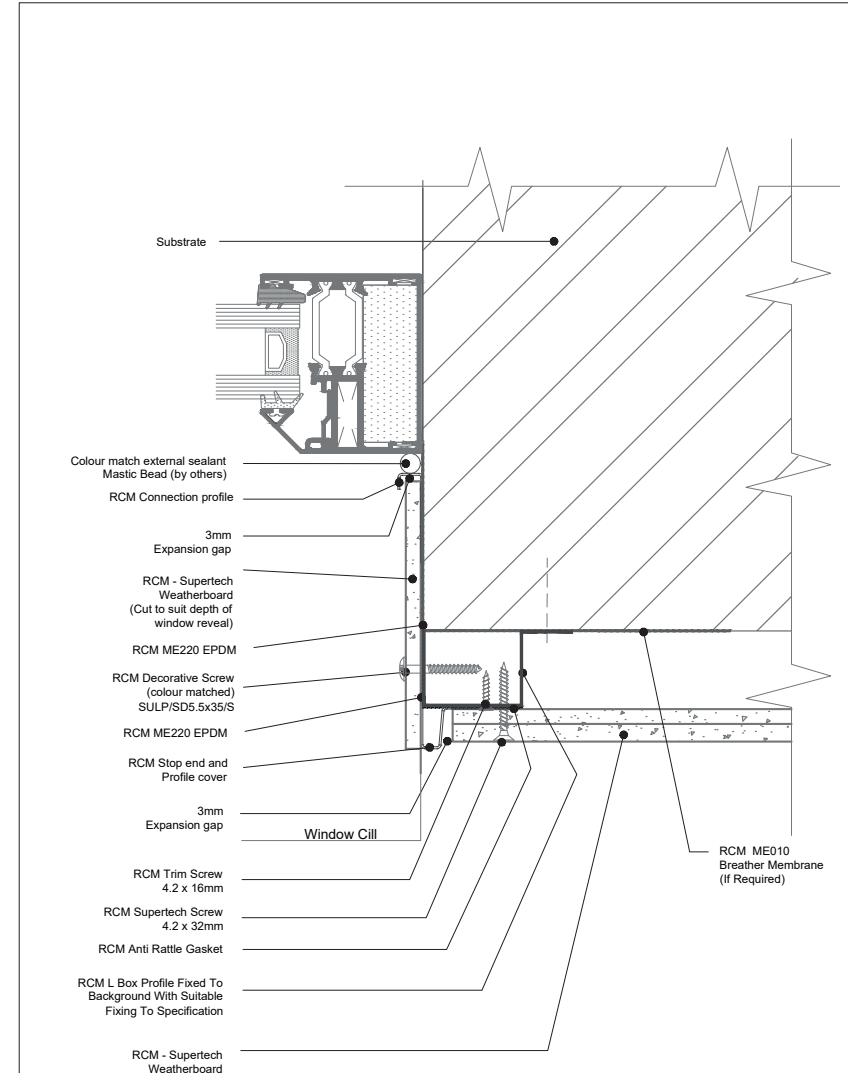 Substrate
Colour match external sealant
Mastic Bead (by others)
RCM Connection profile
3mm
Expansion gap
RCM - Supertech
Weatherboard
(Cut to suit depth of
window reveal)
RCM ME220 EPDM
RCM Decorative Screw
(colour matched)
SULP/SD5.5x35/S
RCM ME220 EPDM
RCM Stop end and
Profile cover
3mm
Expansion gap
Window Cill
RCM ME010
Breather Membrane
(If Required)
RCM Trim Screw
4.2 x 16mm
RCM Supertech Screw
4.2 x 32mm
RCM Anti Rattle Gasket
RCM L Box Profile Fixed To
Background With Suitable
Fixing To Specification
RCM - Supertech
Weatherboard